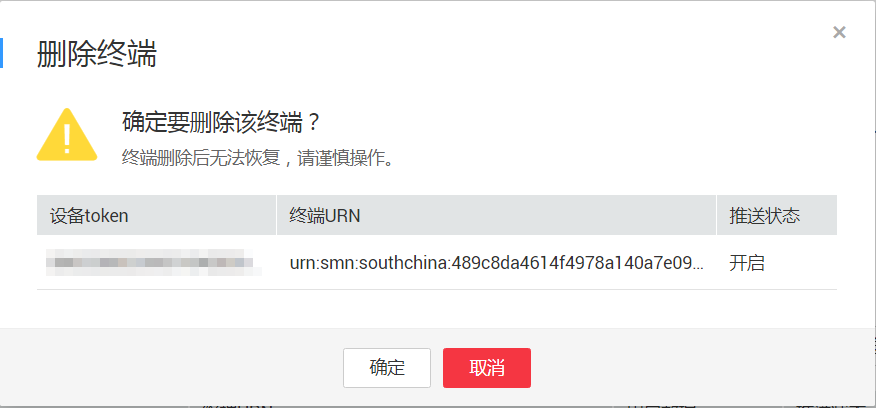 删除终端
×
确定要删除该终端？
终端删除后无法恢复，请谨慎操作。
设备token 终端URN 推送状态
urn:smn:southchina:489c8da4614f4978a140a7e09... 开启
确定 取消